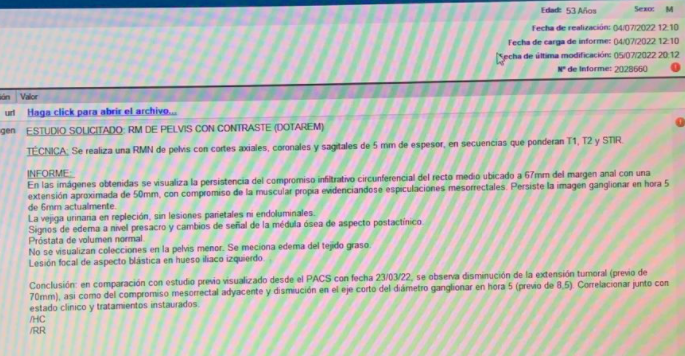 Edad: 53 Años Sexo: M
Fecha de realización: 04/07/2022 12:10
Fecha de carga de informe: 04/07/2022 12:10
Fecha de última modificación: 05/07/2022 20:12
Nº de Informe: 2028660
Valor
url Haga click para abrir el archivo...
gen ESTUDIO SOLICITADO: RM DE PELVIS CON CONTRASTE (DOTAREM)
TÉCNICA: Se realiza una RMN de pelvis con cortes axiales, coronales y sagitales de 5 mm de espesor, en secuencias que ponderan T1, T2 y STIR.
INFORME:
En las imágenes obtenidas se visualiza la persistencia del compromiso infiltrativo circunferencial del recto medio ubicado a 67mm del margen anal con una
extensión aproximada de 50mm, con compromiso de la muscular propia evidenciandose espiculaciones mesorrectales. Persiste la imagen ganglionar en hora 5
de 6mm actualmente.
La vejiga urinaria en repleción, sin lesiones parietales ni endoluminales.
Signos de edema a nivel presacro y cambios de señal de la médula ósea de aspecto postactínico.
Próstata de volumen normal.
No se visualizan colecciones en la pelvis menor. Se meciona edema del tejido graso.
Lesión focal de aspecto blástica en hueso iliaco izquierdo.
Conclusión: en comparación con estudio previo visualizado desde el PACS con fecha 23/03/22, se observa disminución de la extensión tumoral (previo de
70mm), asi como del compromiso mesorrectal adyacente y dismiución en el eje corto del diámetro ganglionar en hora 5 (previo de 8,5). Correlacionar junto con
estado clínico y tratamientos instaurados.
/HC
/RR